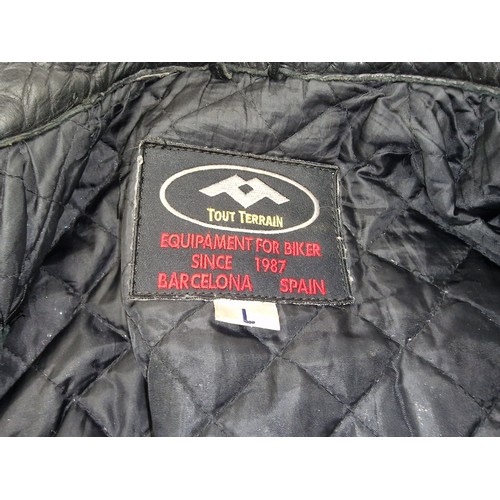 TOUT TERRAIN
EQUIPAMENT FOR BIKER
SINCE 1987
BARCELONA SPAIN
L